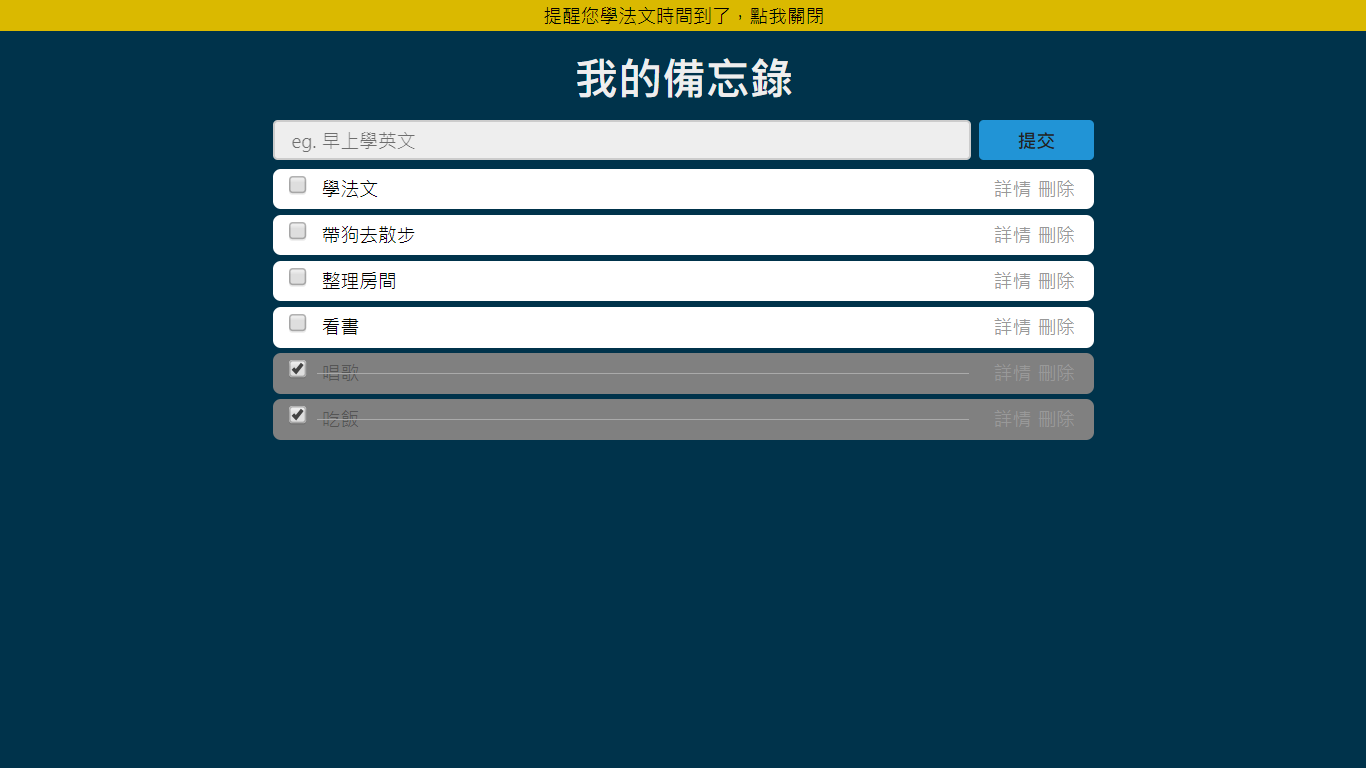 提醒您學法文時間到了，點我關閉
我的備忘錄
eg. 早上學英文 提交
學法文 詳情 刪除
帶狗去散步 詳情 刪除
整理房間 詳情 刪除
看書 詳情 刪除
唱歌 詳情 刪除
吃飯 詳情 刪除